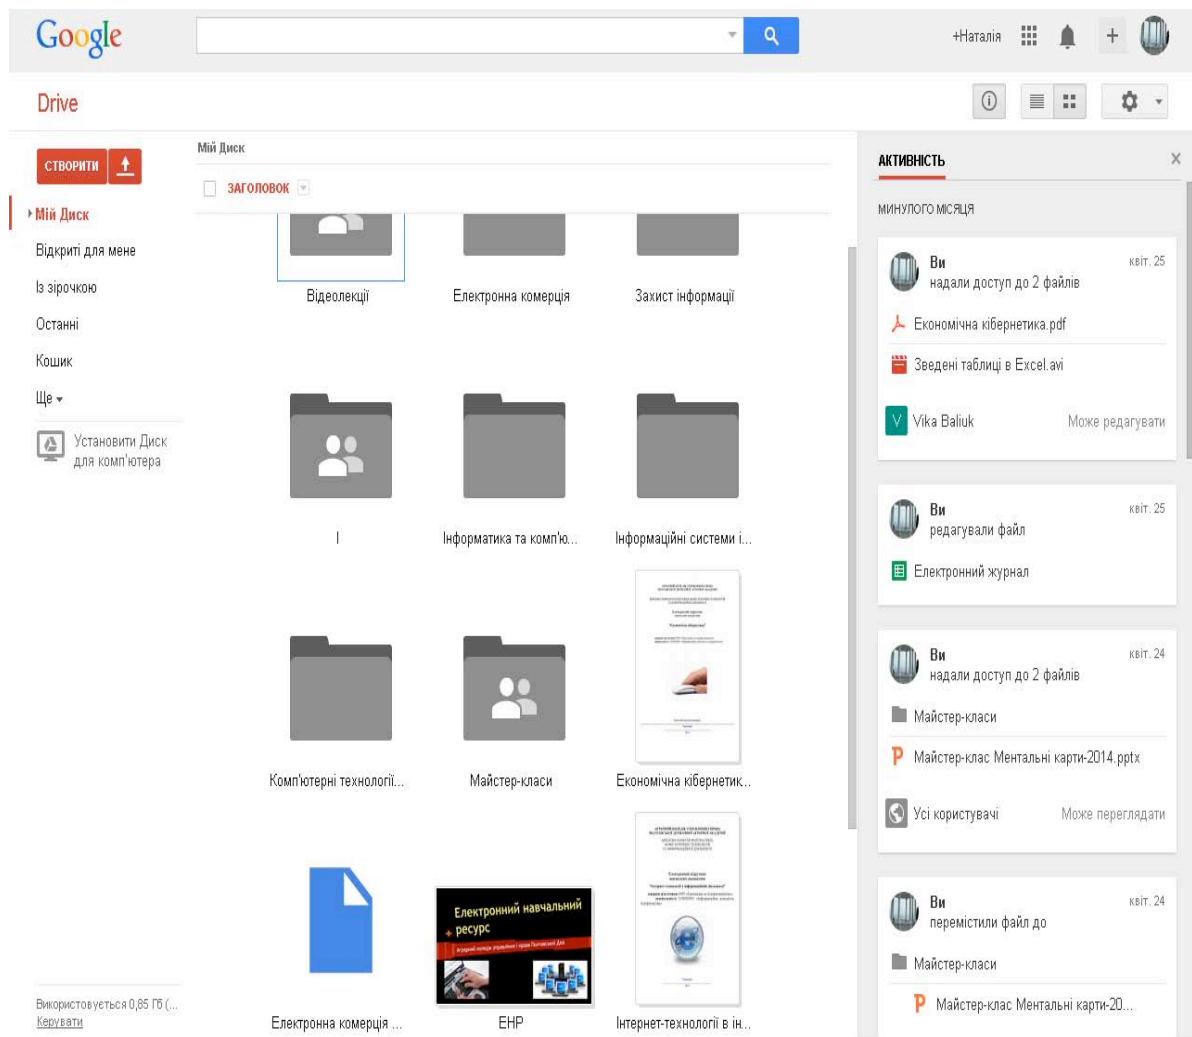 Google
+Наталія
Drive
СТВОРИТИ
Мій Диск
Відкриті для мене
Із зірочкою
Останні
Кошик
Ще
Установити Диск
для комп'ютера
Використовується 0,85 Гб (...
Керувати
Мій Диск
ЗАГОЛОВОК
Відеолекції
Електронна комерція
Захист інформації
І
Інформатика та комп'ю...
Інформаційні системи і...
Комп'ютерні технології...
Майстер-класи
Економічна кібернетик...
Електронний навчальний
ресурс
Електронна комерція ...
ЕНР
Інтернет-технології в ін...
АКТИВНІСТЬ
МИНУЛОГО МІСЯЦЯ
Ви
квіт. 25
надали доступ до 2 файлів
Економічна кібернетика.pdf
Зведені таблиці в Excel.avi
V
Vika Baliuk
Може редагувати
Ви
квіт. 25
редагували файл
Електронний журнал
Ви
квіт. 24
надали доступ до 2 файлів
Майстер-класи
P
Майстер-клас Ментальні карти-2014.pptx
Усі користувачі
Може переглядати
Ви
квіт. 24
перемістили файл до
Майстер-класи
P
Майстер-клас Ментальні карти-20...